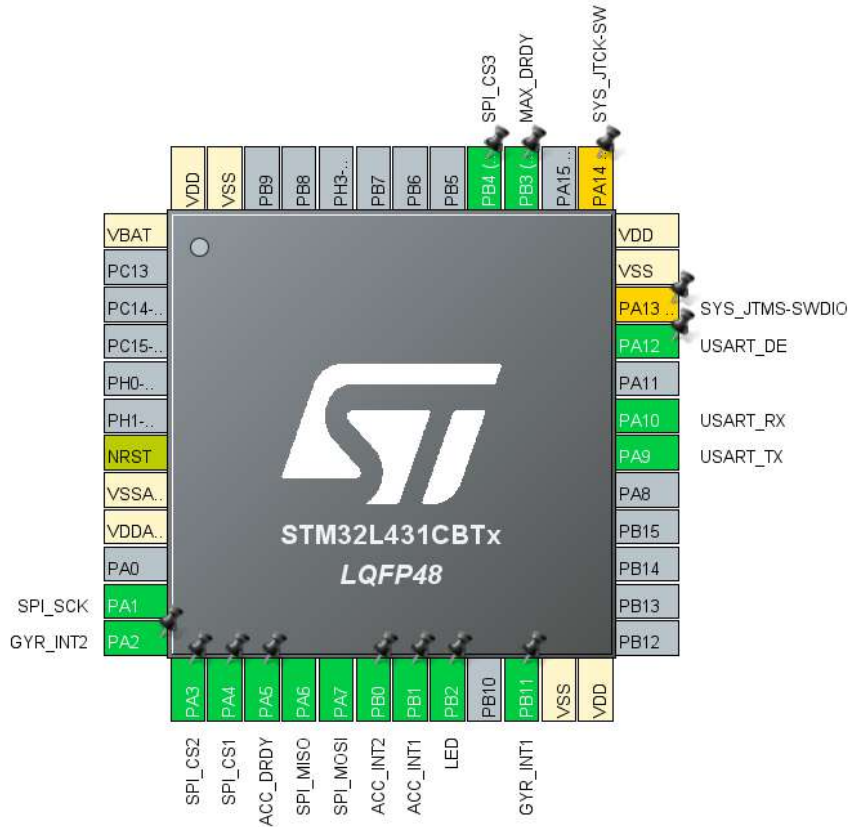 SPI_CS3
MAX_DRDY
SYS_JTCK-SW
VDD
VSS
PB9
PB8
PH3-..
PB7
PB6
PB5
PB4 (..
PB3 (..
PA15 ..
PA14 ..
VBAT
PC13
PC14-..
PC15-..
PH0-..
PH1-..
NRST
VSSA..
VDDA..
PA0
SPI_SCK PA1
GYR_INT2 PA2
VDD
VSS
PA13 .. SYS_JTMS-SWDIO
PA12 USART_DE
PA11
PA10 USART_RX
PA9 USART_TX
PA8
PB15
PB14
PB13
PB12
ST
STM32L431CBTx
LQFP48
PA3
PA4
PA5
PA6
PA7
PB0
PB1
PB2
PB10
PB11
VSS
VDD
SPI_CS2
SPI_CS1
ACC_DRDY
SPI_MISO
SPI_MOSI
ACC_INT2
ACC_INT1
LED
GYR_INT1